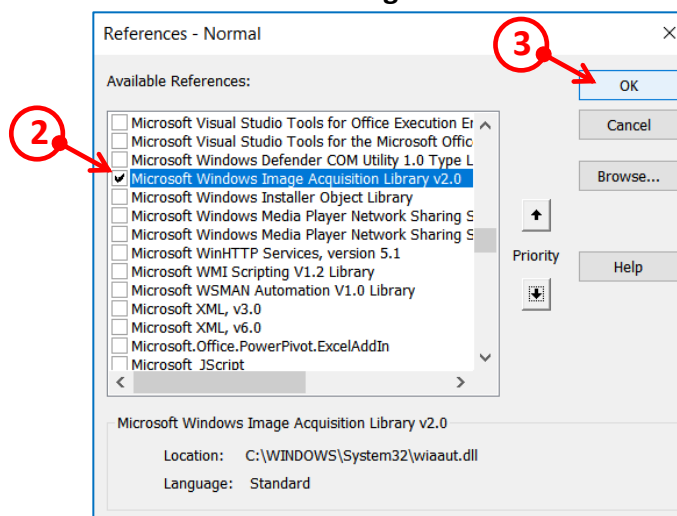 References - Normal
3
Available References:
OK
2
Microsoft Visual Studio Tools for Office Execution Er
Cancel
Microsoft Visual Studio Tools for the Microsoft Offic
Microsoft Windows Defender COM Utility 1.0 Type L
Microsoft Windows Image Acquisition Library v2.0
Browse...
Microsoft Windows Installer Object Library
Microsoft Windows Media Player Network Sharing S
Microsoft Windows Media Player Network Sharing S
Microsoft WinHTTP Services, version 5.1
Priority
Microsoft WMI Scripting V1.2 Library
Help
Microsoft WSMAN Automation V1.0 Library
Microsoft XML, v3.0
Microsoft XML, v6.0
Microsoft.Office.PowerPivot.ExcelAddIn
Microsoft JScript
Microsoft Windows Image Acquisition Library v2.0
Location: C:\WINDOWS\System32\wiaaut.dll
Language: Standard